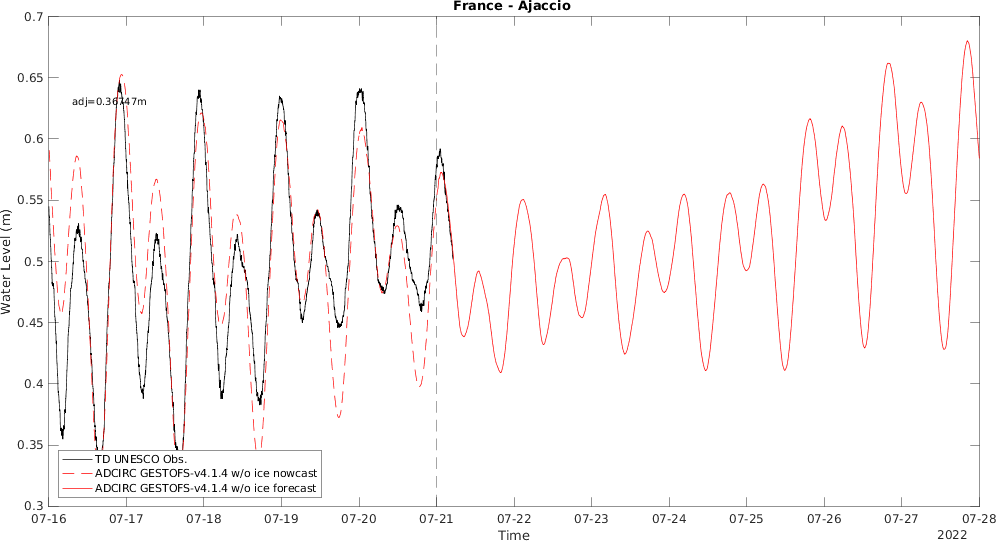 France - Ajaccio
0.7
0.65
0.6
0.55
0.5
0.45
0.4
0.35
0.3
Water Level (m)
adj=0.36747m
TD UNESCO Obs.
ADCIRC GESTOFS-v4.1.4 w/o ice nowcast
ADCIRC GESTOFS-v4.1.4 w/o ice forecast
07-16 07-17 07-18 07-19 07-20 07-21 07-22 07-23 07-24 07-25 07-26 07-27 07-28
Time
2022